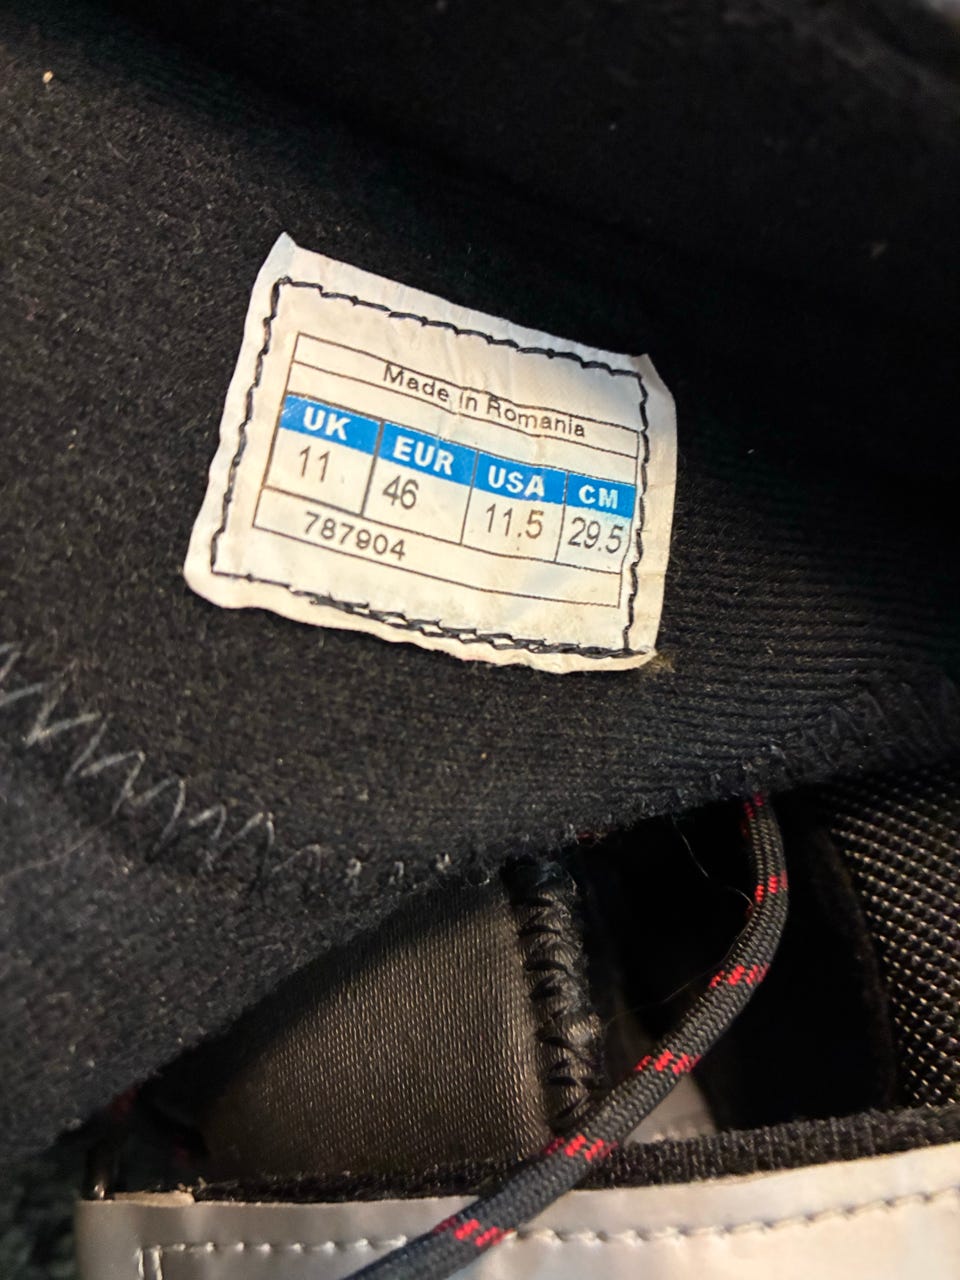 Made in Romania
UK EUR USA CM
11 46 11.5 29.5
787904